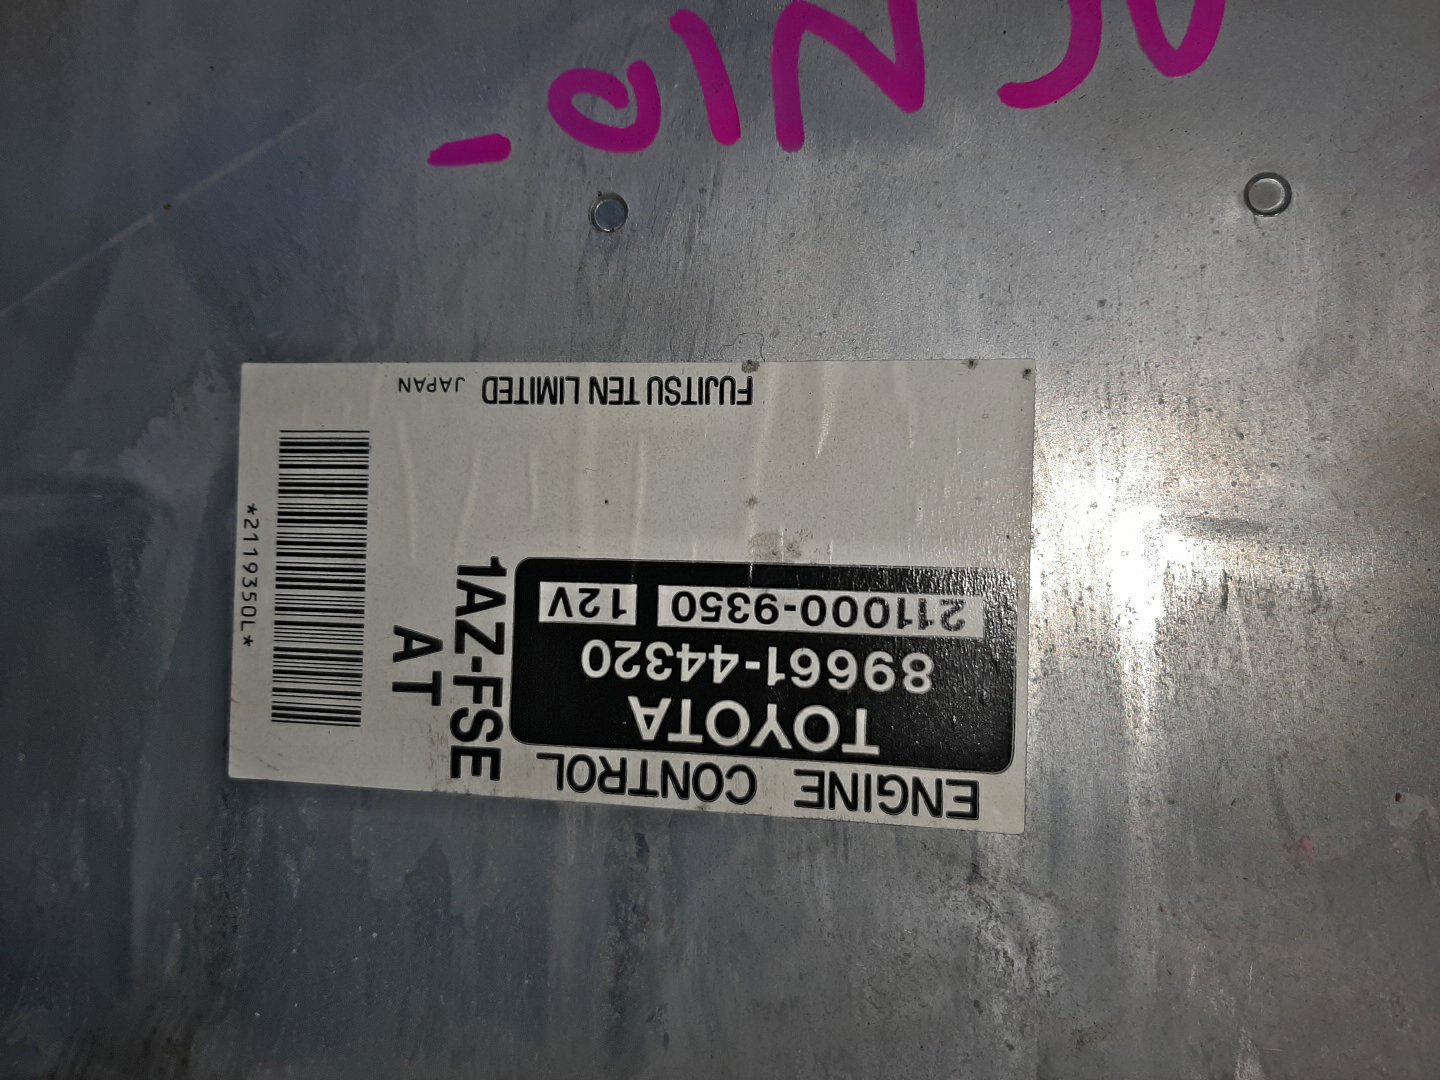 ENGINE CONTROL
TOYOTA
89661-44320
211000-9350 12V
1AZ-FSE
AT
*2119350L*
FUJITSU TEN LIMITED JAPAN